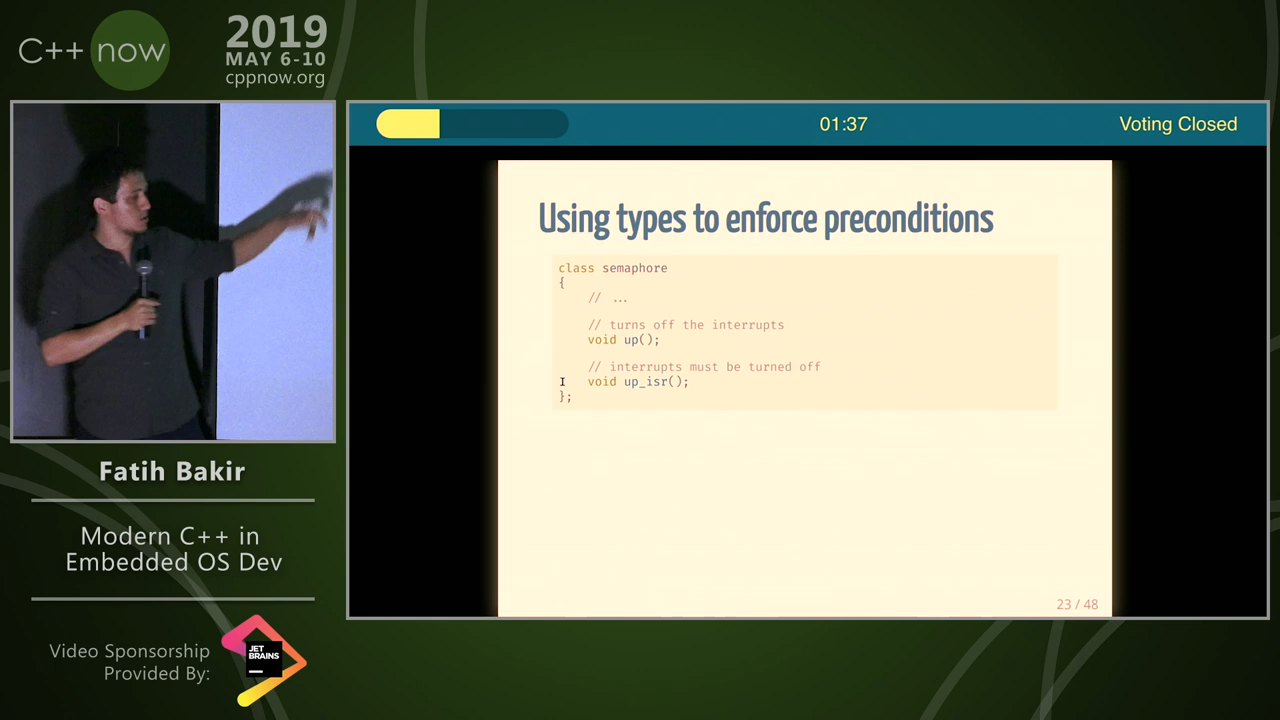 C++ now
2019
MAY 6-10
cppnow.org
01:37
Voting Closed
Using types to enforce preconditions
class semaphore
{
// ...
// turns off the interrupts
void up();
// interrupts must be turned off
void up_isr();
};
23 / 48
Fatih Bakir
Modern C++ in
Embedded OS Dev
Video Sponsorship
Provided By:
JET
BRAINS